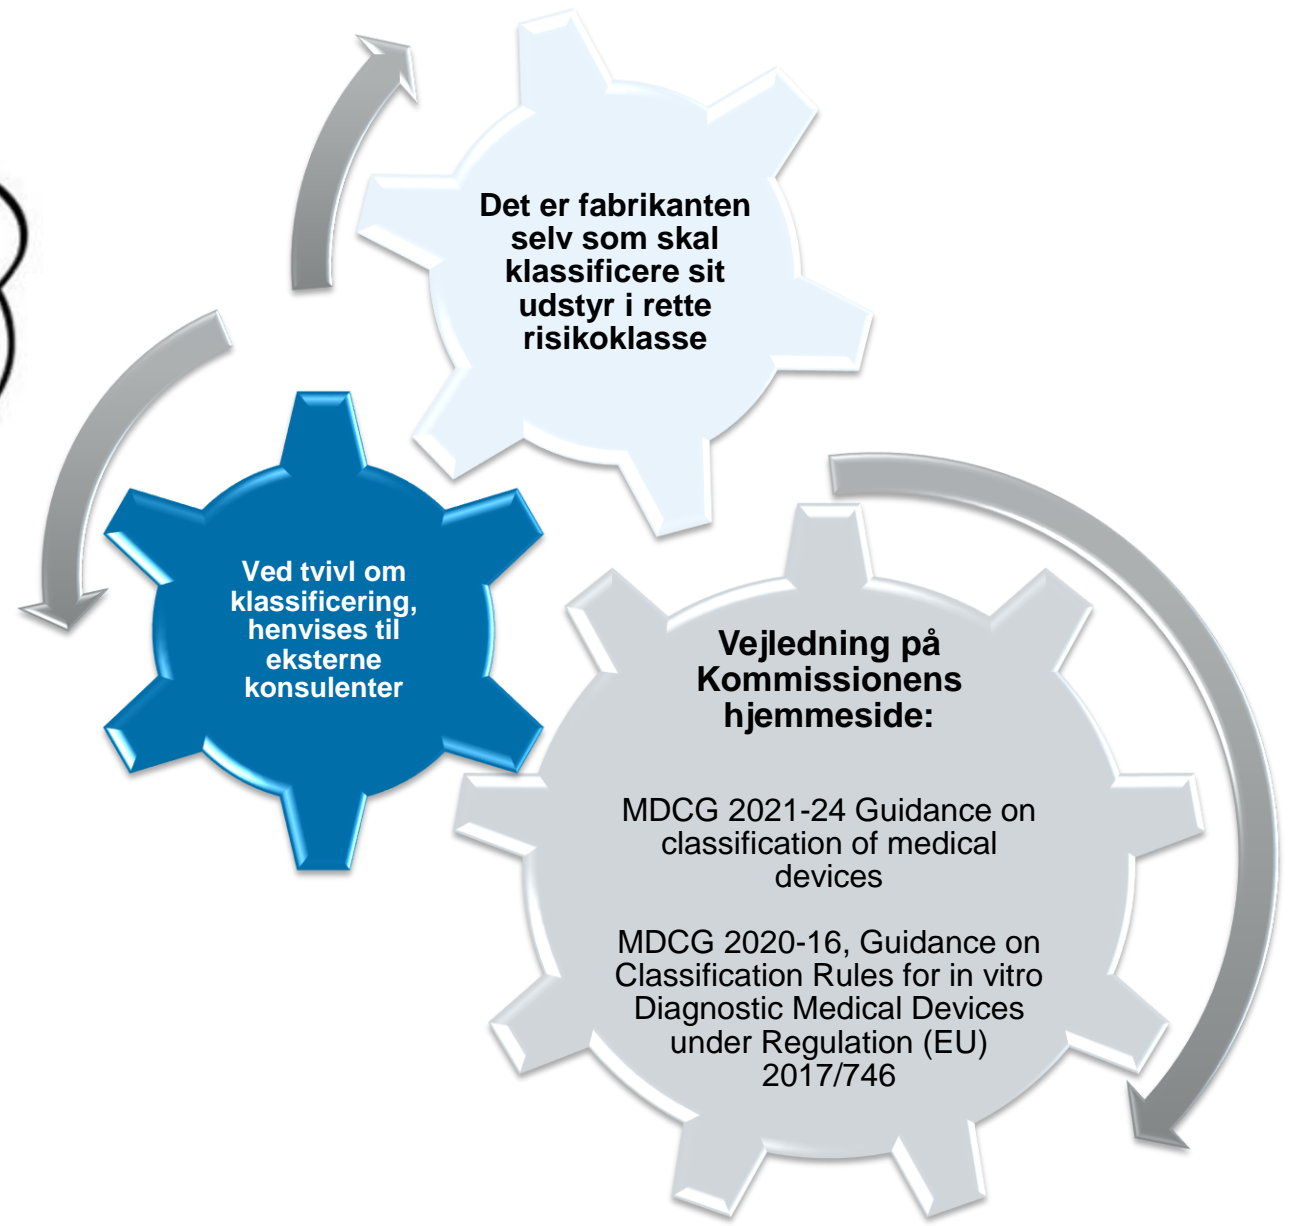 Det er fabrikanten
selv som skal
klassificere sit
udstyr i rette
risikoklasse
Ved tvivl om
klassificering,
henvises til
eksterne
konsulenter
Vejledning på
Kommissionens
hjemmeside:
MDCG 2021-24 Guidance on
classification of medical
devices
MDCG 2020-16, Guidance on
Classification Rules for in vitro
Diagnostic Medical Devices
under Regulation (EU)
2017/746